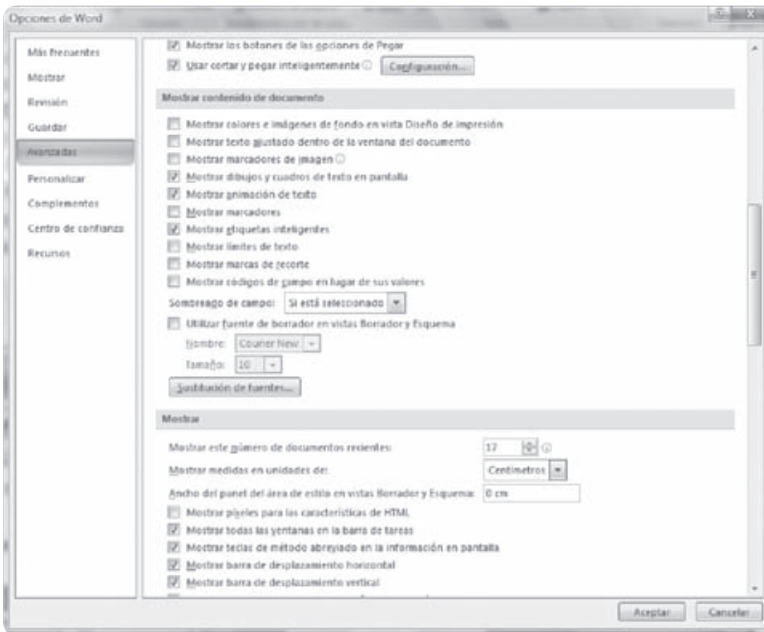 Opciones de Word
Más frecuentes
Mostrar
Revisión
Guardar
Avanzadas
Personalizar
Complementos
Centro de confianza
Recursos
Mostrar los botones de las opciones de Pegar
Usar cortar y pegar inteligentemente
Configuración...
Mostrar contenido de documento
Mostrar colores e imágenes de fondo en vista Diseño de impresión
Mostrar texto ajustado dentro de la ventana del documento
Mostrar marcadores de imagen
Mostrar dibujos y cuadros de texto en pantalla
Mostrar animación de texto
Mostrar marcadores
Mostrar etiquetas inteligentes
Mostrar límites de texto
Mostrar marcas de recorte
Mostrar códigos de campo en lugar de sus valores
Sombreado de campo: Si está seleccionado
Utilizar fuente de borrador en vistas Borrador y Esquema
Nombre: Courier New
Tamaño: 10
Sustitución de fuentes...
Mostrar
Mostrar este número de documentos recientes: 17
Mostrar medidas en unidades de: Centímetros
Ancho del panel del área de estilo en vistas Borrador y Esquema: 0 cm
Mostrar píxeles para las características de HTML
Mostrar todas las ventanas en la barra de tareas
Mostrar teclas de método abreviado en la información en pantalla
Mostrar barra de desplazamiento horizontal
Mostrar barra de desplazamiento vertical
Aceptar Cancelar